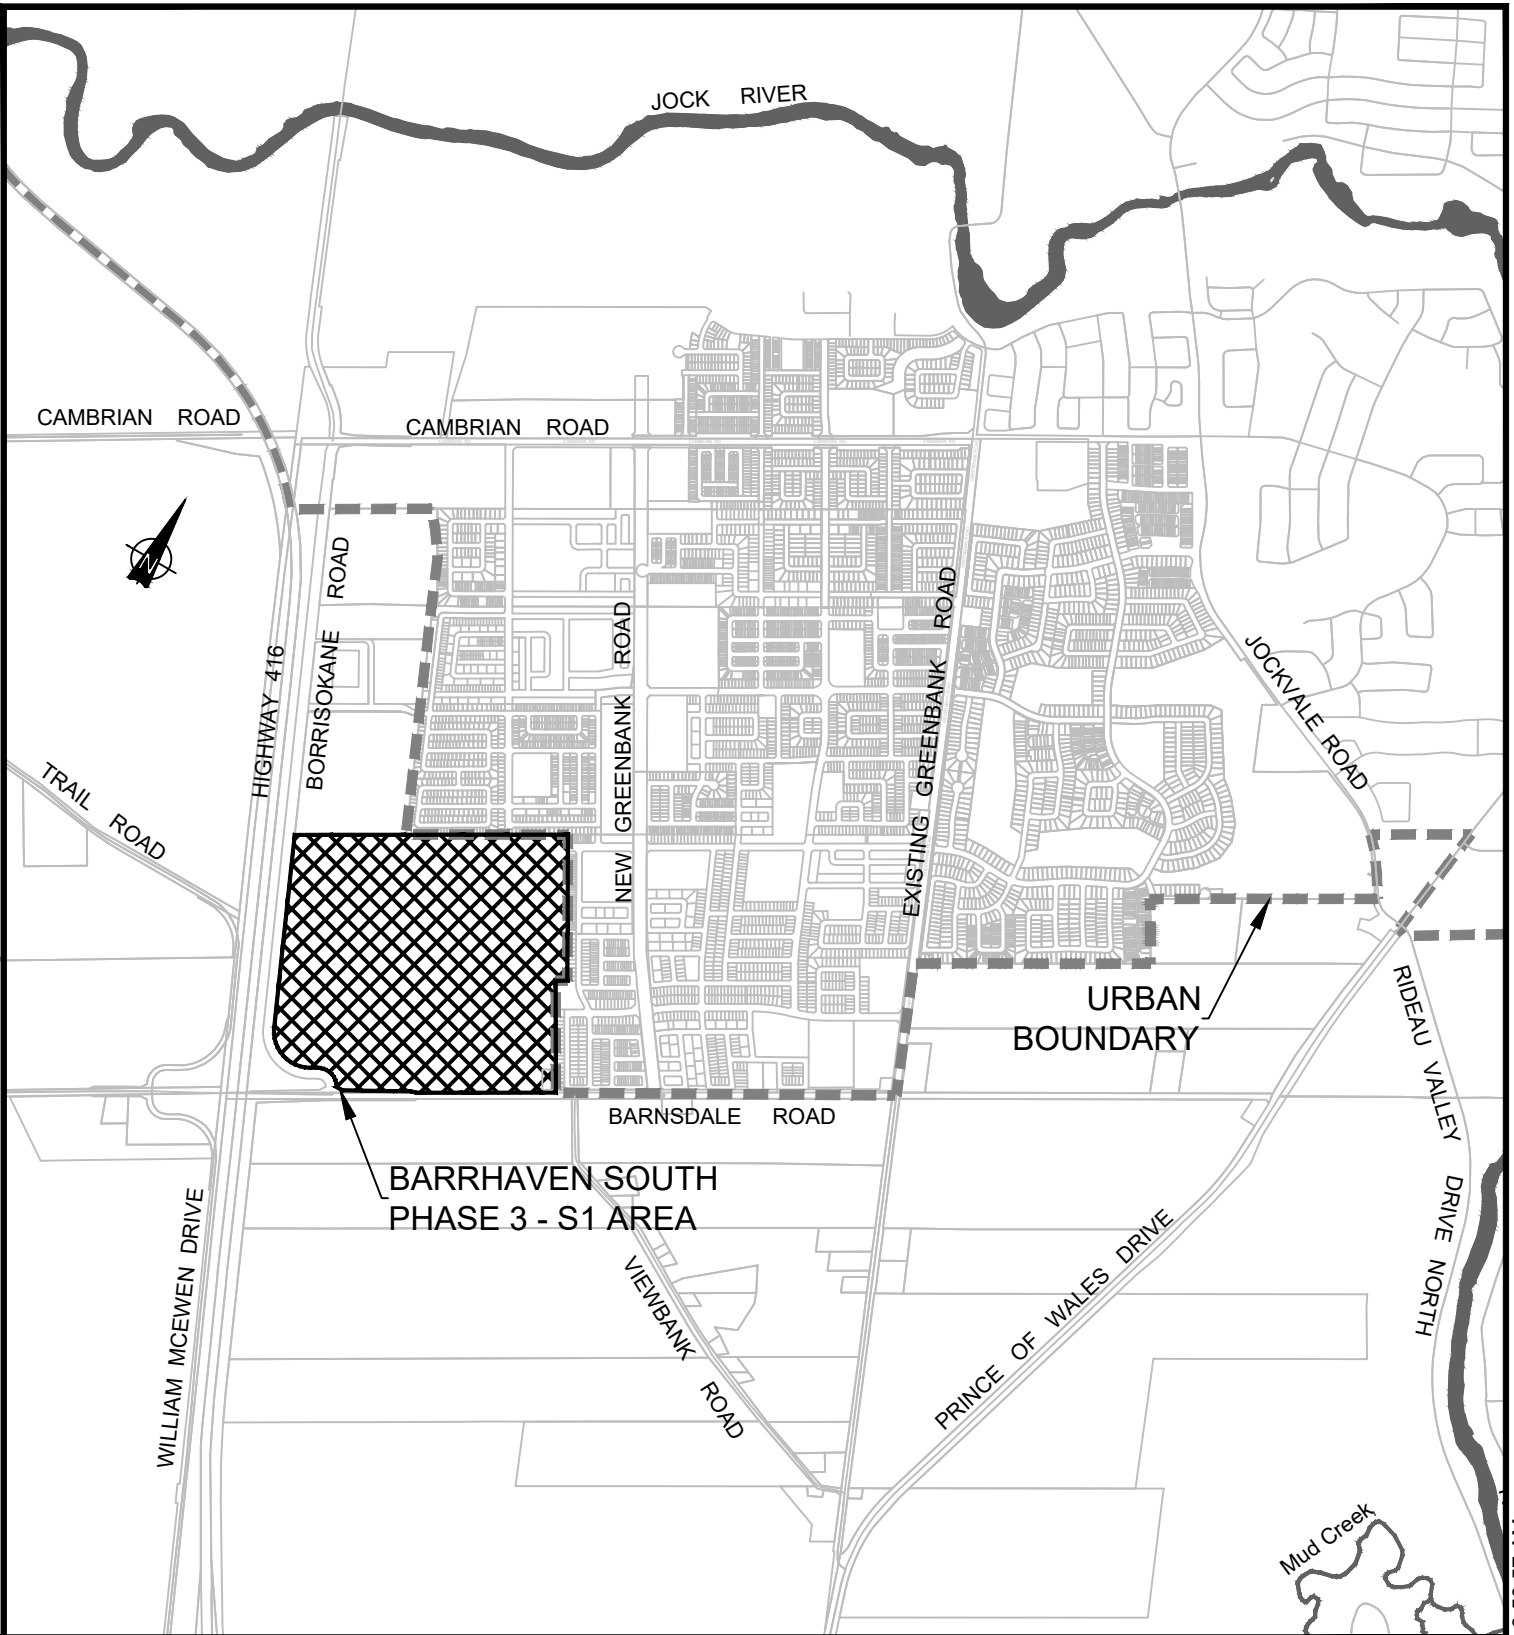 JOCK RIVER
CAMBRIAN ROAD
CAMBRIAN ROAD
N
BORRISOKANE ROAD
HIGHWAY 416
NEW GREENBANK ROAD
EXISTING GREENBANK ROAD
JOCKVALE ROAD
TRAIL ROAD
URBAN
BOUNDARY
RIDEAU VALLEY DRIVE NORTH
BARNSDALE ROAD
BARRHAVEN SOUTH
PHASE 3 - S1 AREA
WILLIAM MCEWEN DRIVE
VIEWBANK ROAD
PRINCE OF WALES DRIVE
Mud Creek